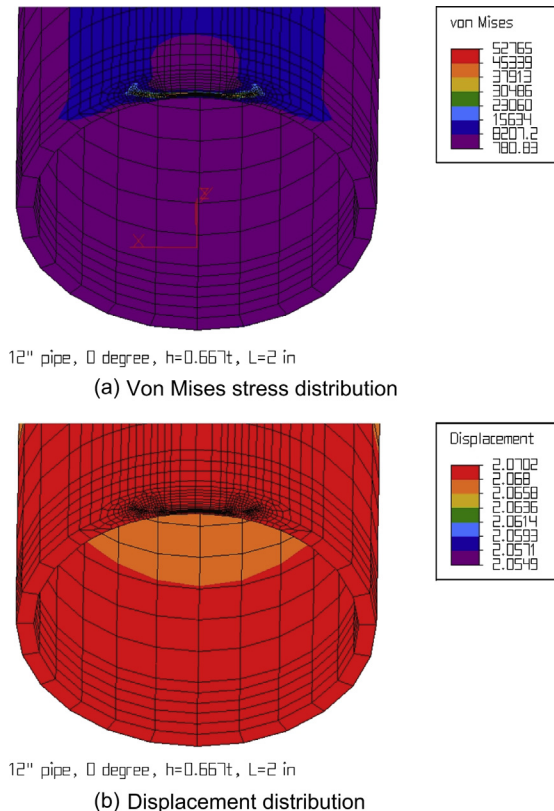 von Mises
52765
45339
37913
30486
23060
15634
8207.2
780.83
Z
X
12" pipe, 0 degree, h=0.667t, L=2 in
(a) Von Mises stress distribution
Displacement
2.0702
2.068
2.0658
2.0636
2.0614
2.0593
2.0571
2.0549
12" pipe, 0 degree, h=0.667t, L=2 in
(b) Displacement distribution